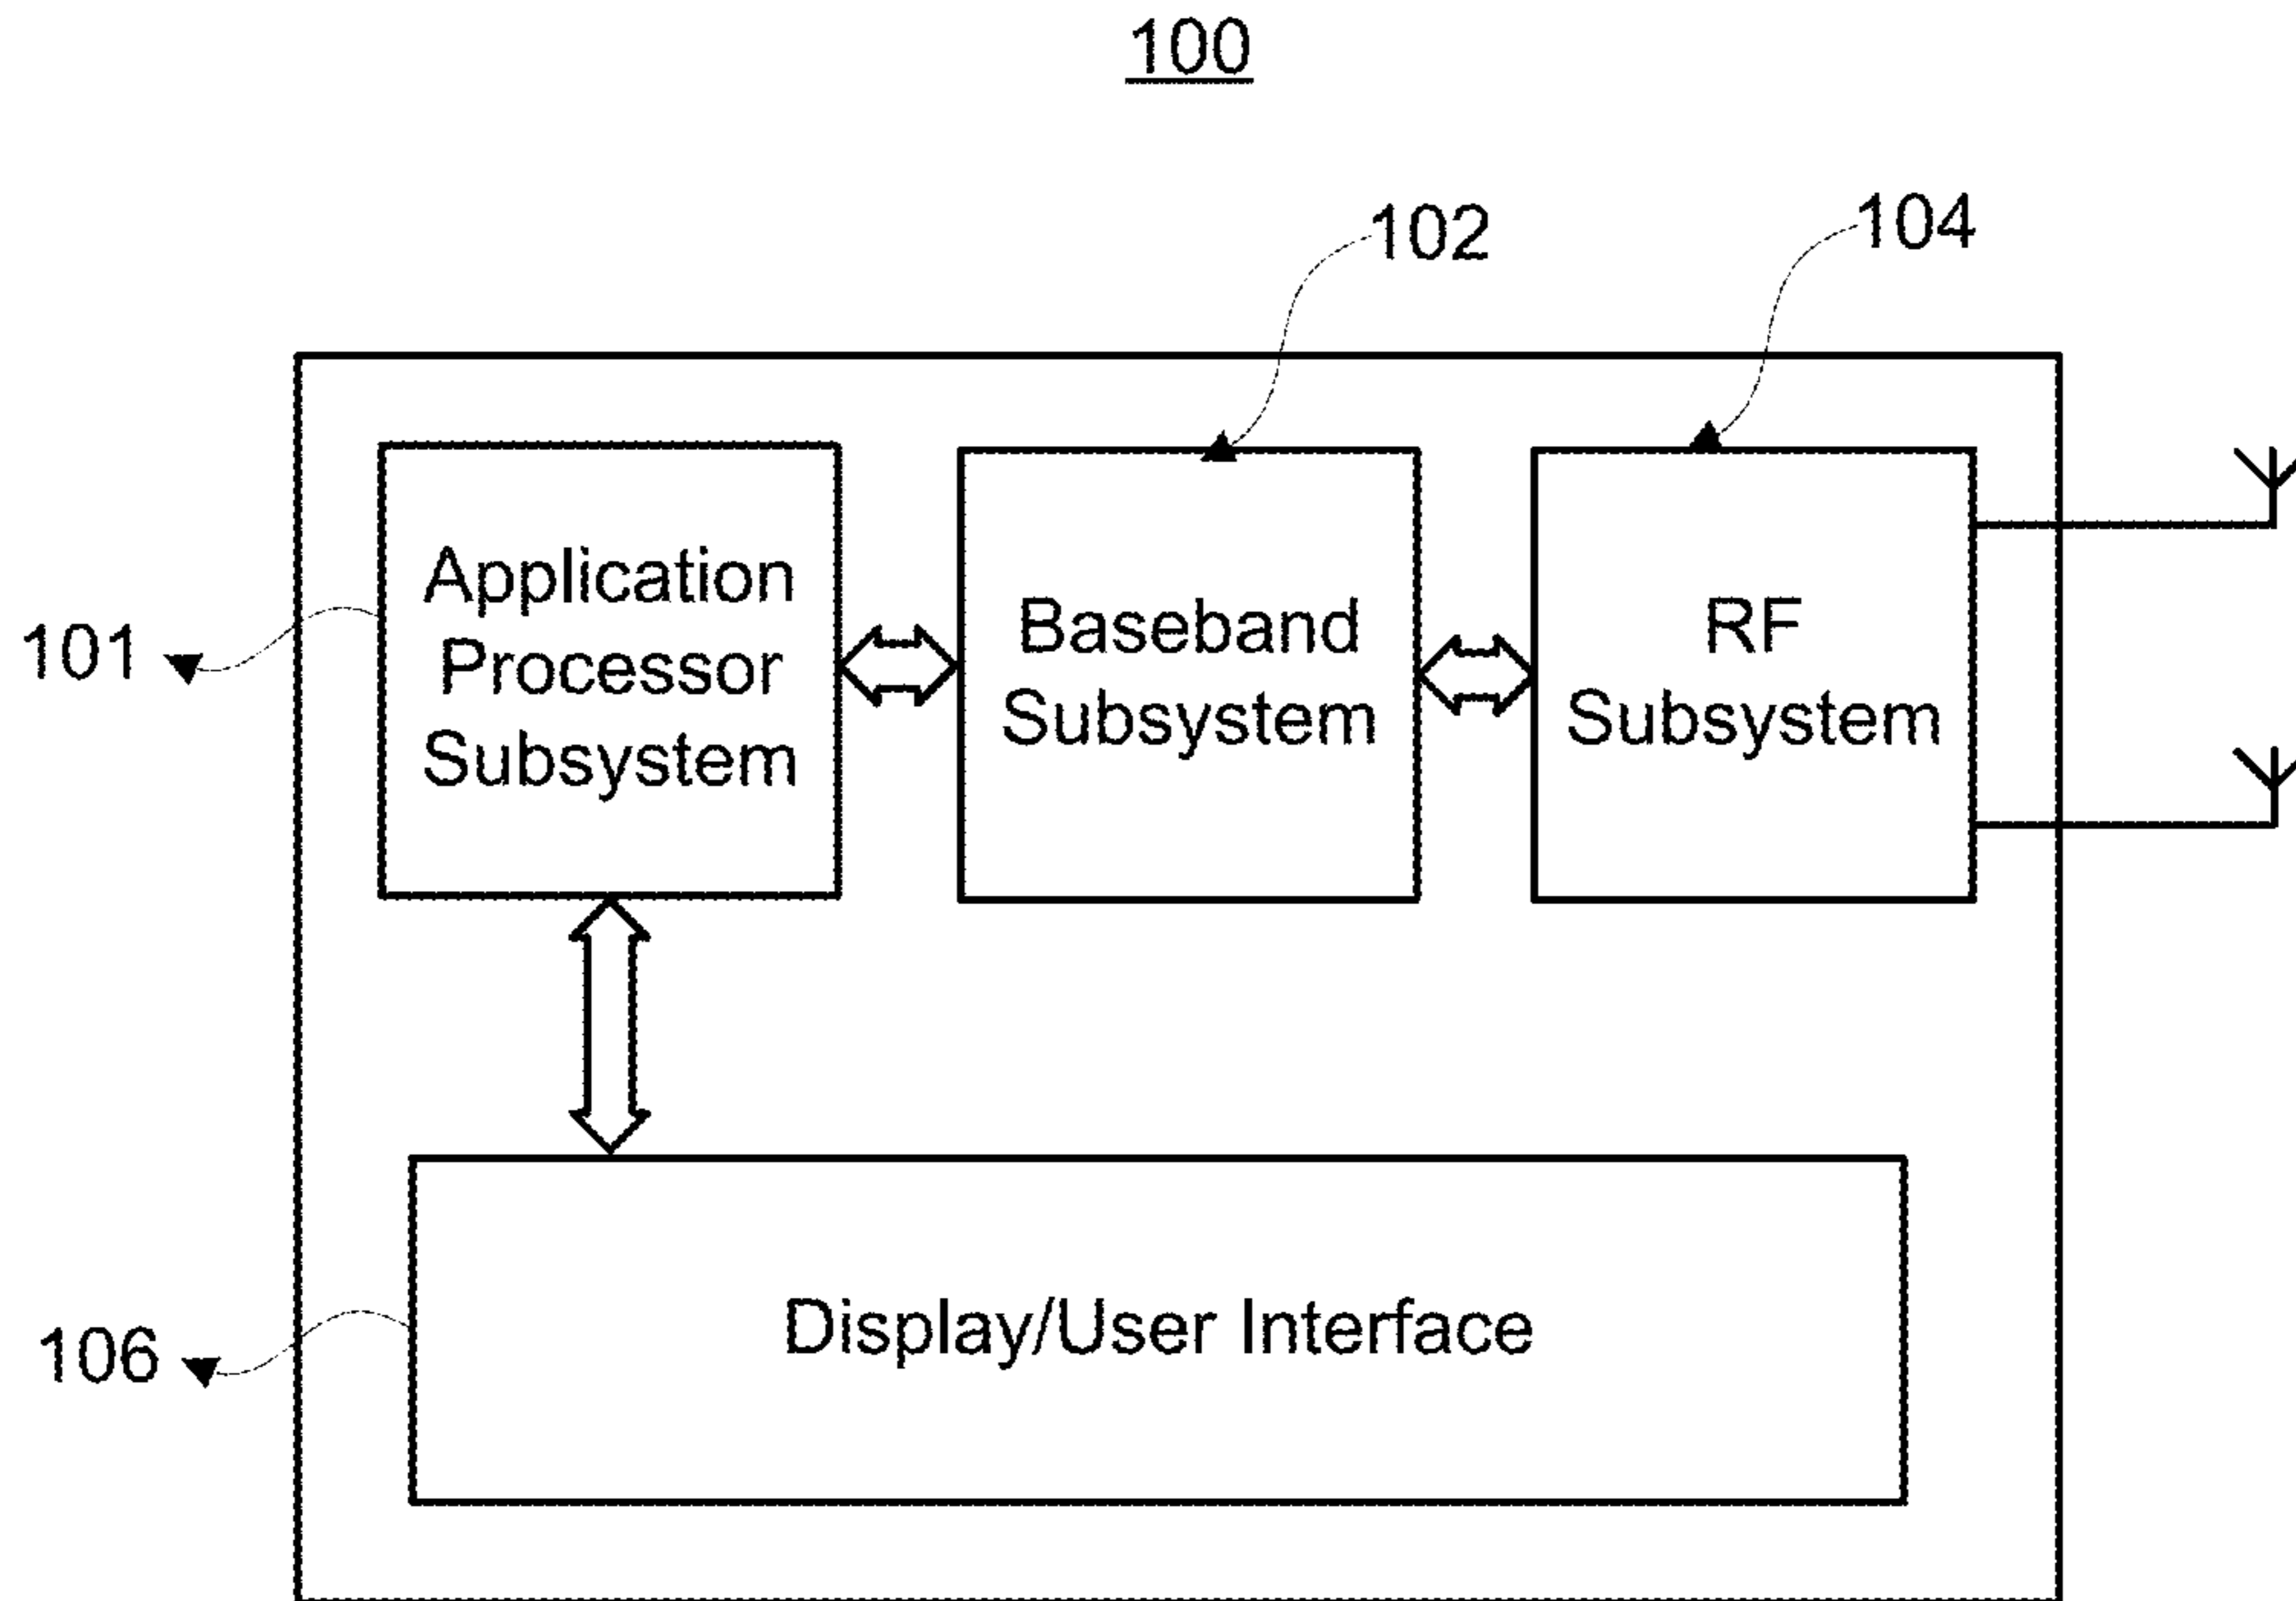 100
102
104
Application
Processor
Subsystem
Baseband
Subsystem
RF
Subsystem
101
Display/User Interface
106